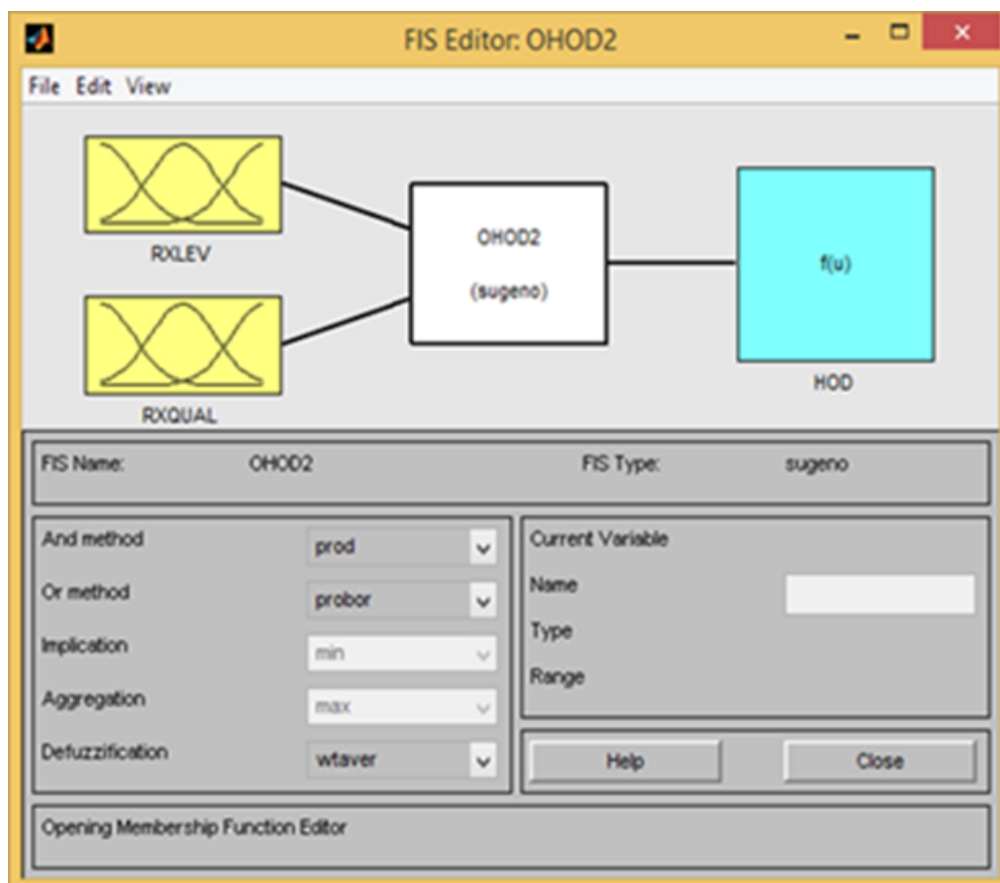 FIS Editor: OHOD2
File Edit View
RXLEV
RXQUAL
OHOD2
(sugeno)
f(u)
HOD
FIS Name: OHOD2 FIS Type: sugeno
And method prod
Or method probor
Implication min
Aggregation max
Defuzzification wtaver
Current Variable
Name
Type
Range
Help Close
Opening Membership Function Editor